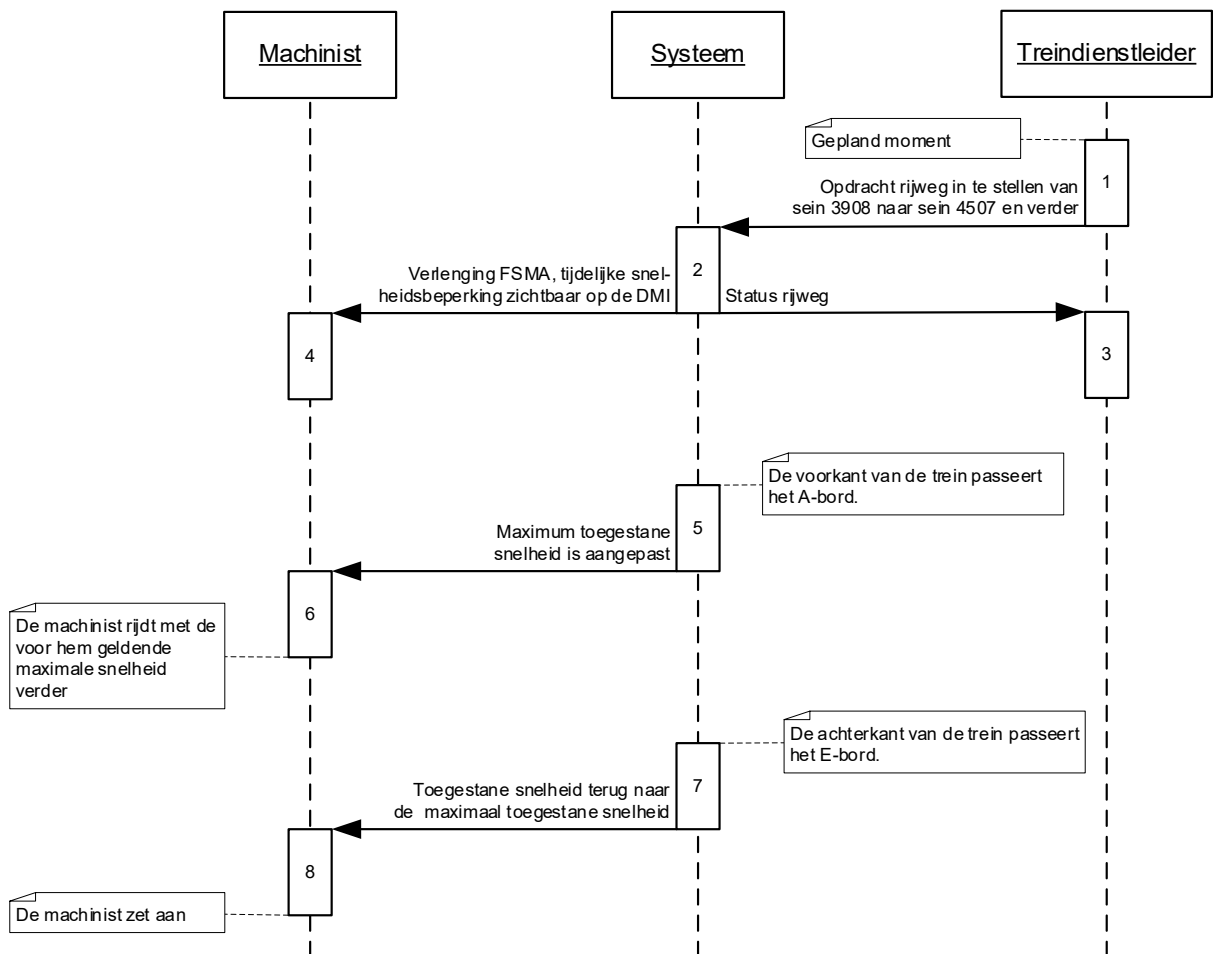 Machinist
Systeem
Treindienstleider
Gepland moment
1
Opdracht rijweg in te stellen van
sein 3908 naar sein 4507 en verder
2
Verlenging FSMA, tijdelijke snel-
heidsbeperking zichtbaar op de DMI
Status rijweg
4
3
De voorkant van de trein passeert
het A-bord.
5
Maximum toegestane
snelheid is aangepast
6
De machinist rijdt met de
voor hem geldende
maximale snelheid
verder
De achterkant van de trein passeert
het E-bord.
7
Toegestane snelheid terug naar
de maximaal toegestane snelheid
8
De machinist zet aan